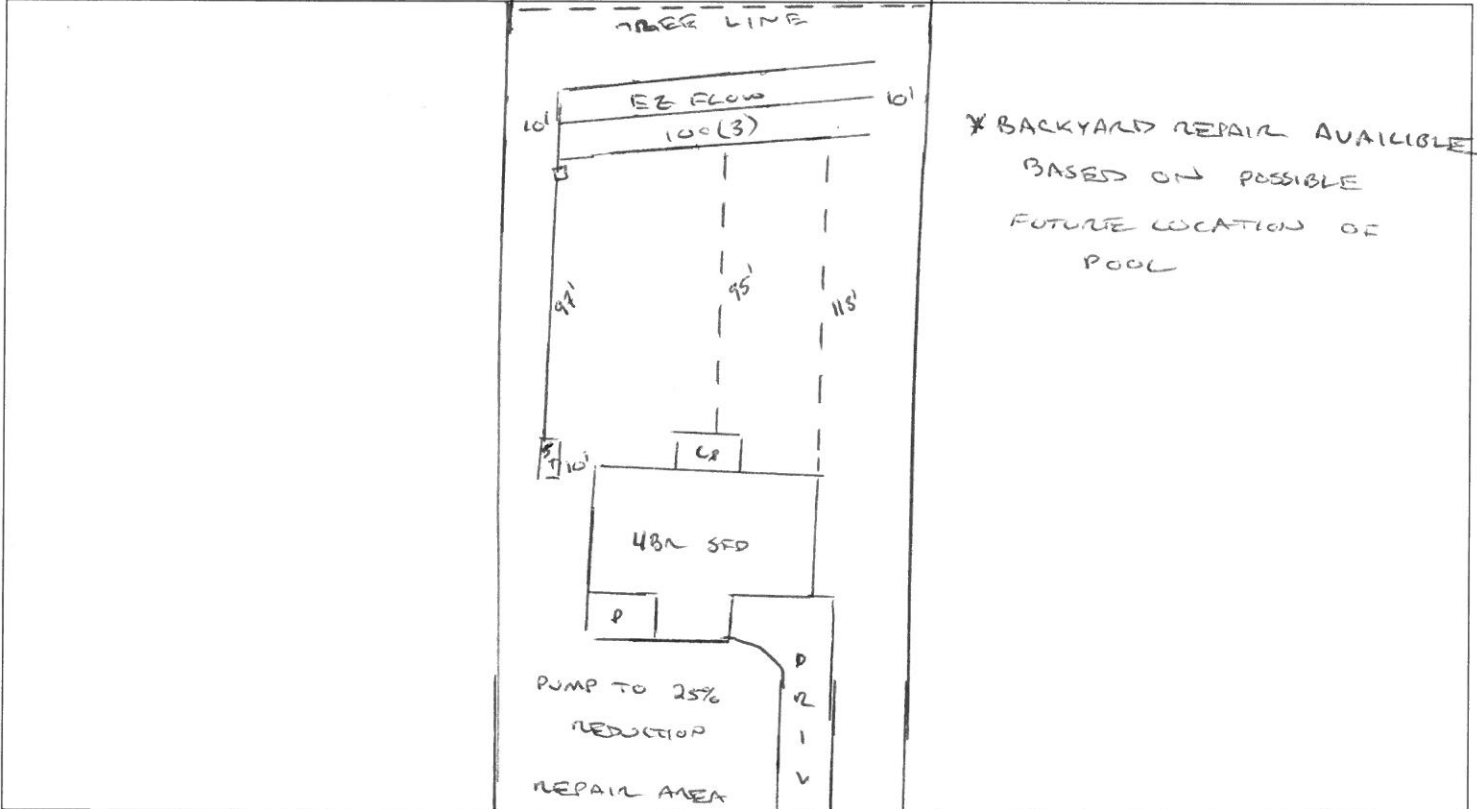 TREE LINE
EZ FLOW
10'
10'
100(3)
* BACKYARD REPAIR AVAILIBLE
BASED ON POSSIBLE
FUTURE LOCATION OF
POOL
97'
95'
115'
ST
10'
4BR SFD
P
DRIV
PUMP TO 25%
REDUCTION
REPAIR AREA